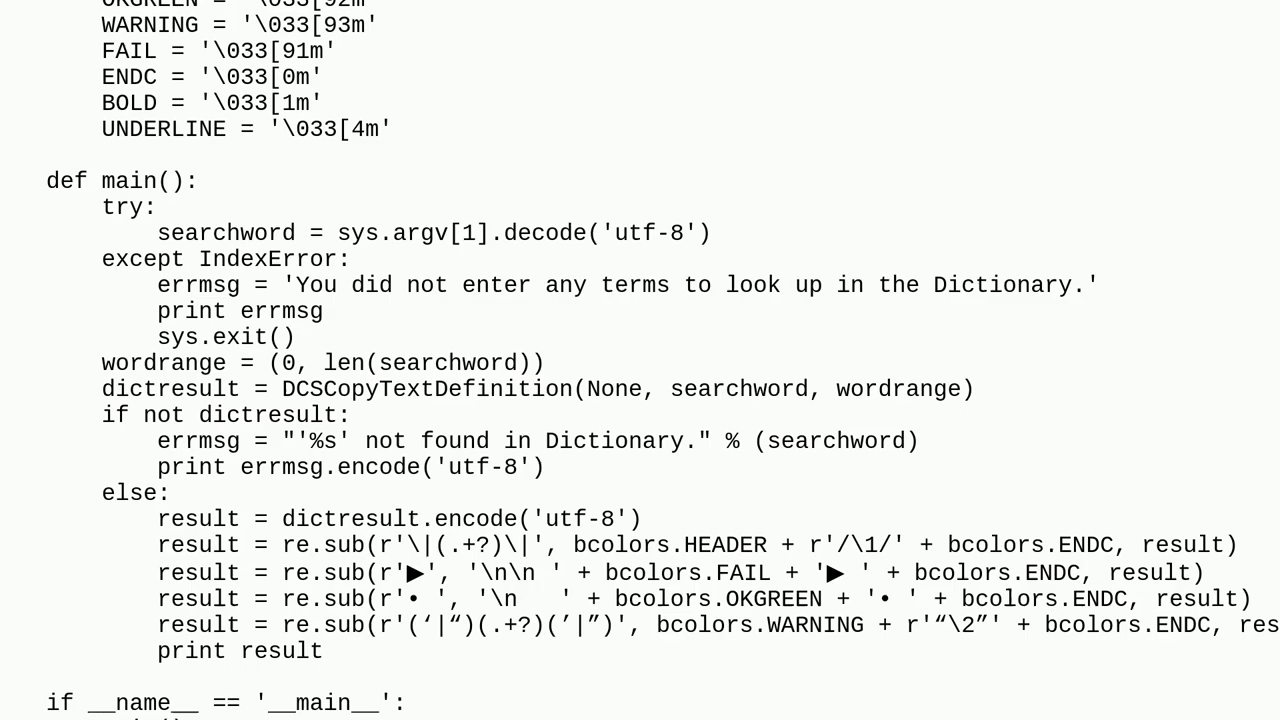 OKGREEN = '\033[92m'
WARNING = '\033[93m'
FAIL = '\033[91m'
ENDC = '\033[0m'
BOLD = '\033[1m'
UNDERLINE = '\033[4m'
def main():
try:
searchword = sys.argv[1].decode('utf-8')
except IndexError:
errmsg = 'You did not enter any terms to look up in the Dictionary.'
print errmsg
sys.exit()
wordrange = (0, len(searchword))
dictresult = DCSCopyTextDefinition(None, searchword, wordrange)
if not dictresult:
errmsg = "'%s' not found in Dictionary." % (searchword)
print errmsg.encode('utf-8')
else:
result = dictresult.encode('utf-8')
result = re.sub(r'\|(.+?)\|', bcolors.HEADER + r'/\1/' + bcolors.ENDC, result)
result = re.sub(r'▶', '\n\n ' + bcolors.FAIL + '▶ ' + bcolors.ENDC, result)
result = re.sub(r'• ', '\n   ' + bcolors.OKGREEN + '• ' + bcolors.ENDC, result)
result = re.sub(r'(‘|“)(.+?)(’|”)', bcolors.WARNING + r'“\2”' + bcolors.ENDC, res
print result
if __name__ == '__main__':